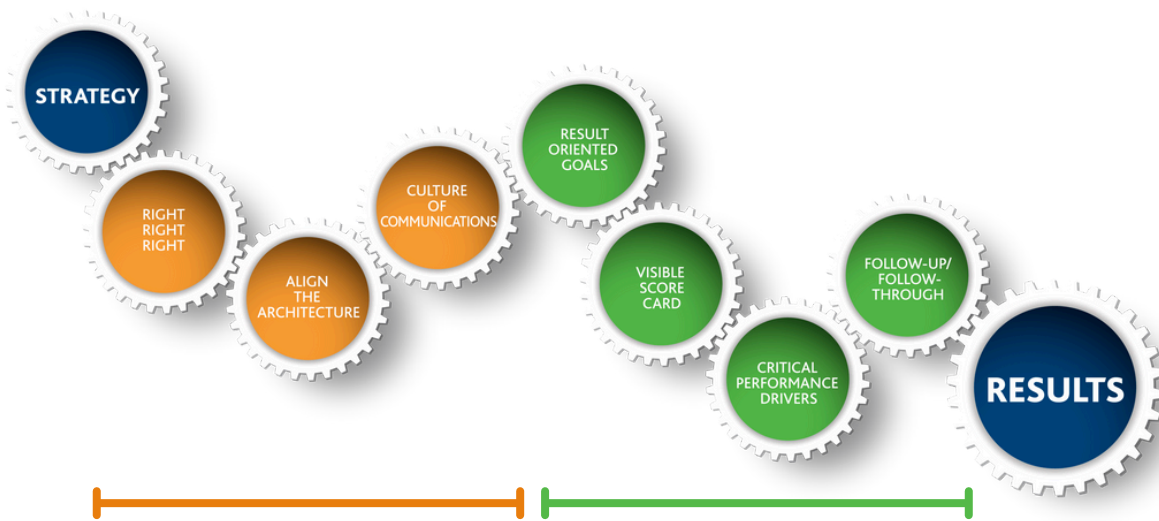 STRATEGY
RIGHT
RIGHT
RIGHT
ALIGN
THE
ARCHITECTURE
CULTURE
OF
COMMUNICATIONS
RESULT
ORIENTED
GOALS
VISIBLE
SCORE
CARD
CRITICAL
PERFORMANCE
DRIVERS
FOLLOW-UP/
FOLLOW-
THROUGH
RESULTS